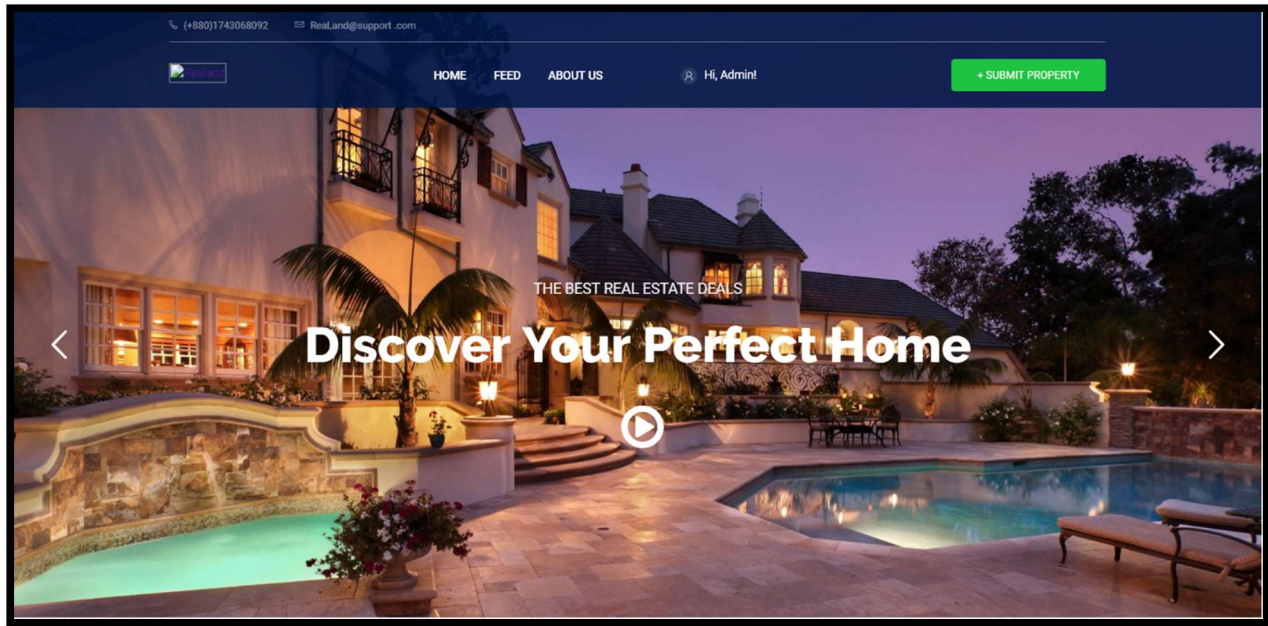 (+880)1743068092 ReaLand@support .com
Realand
HOME FEED ABOUT US Hi, Admin! + SUBMIT PROPERTY
THE BEST REAL ESTATE DEALS
Discover Your Perfect Home